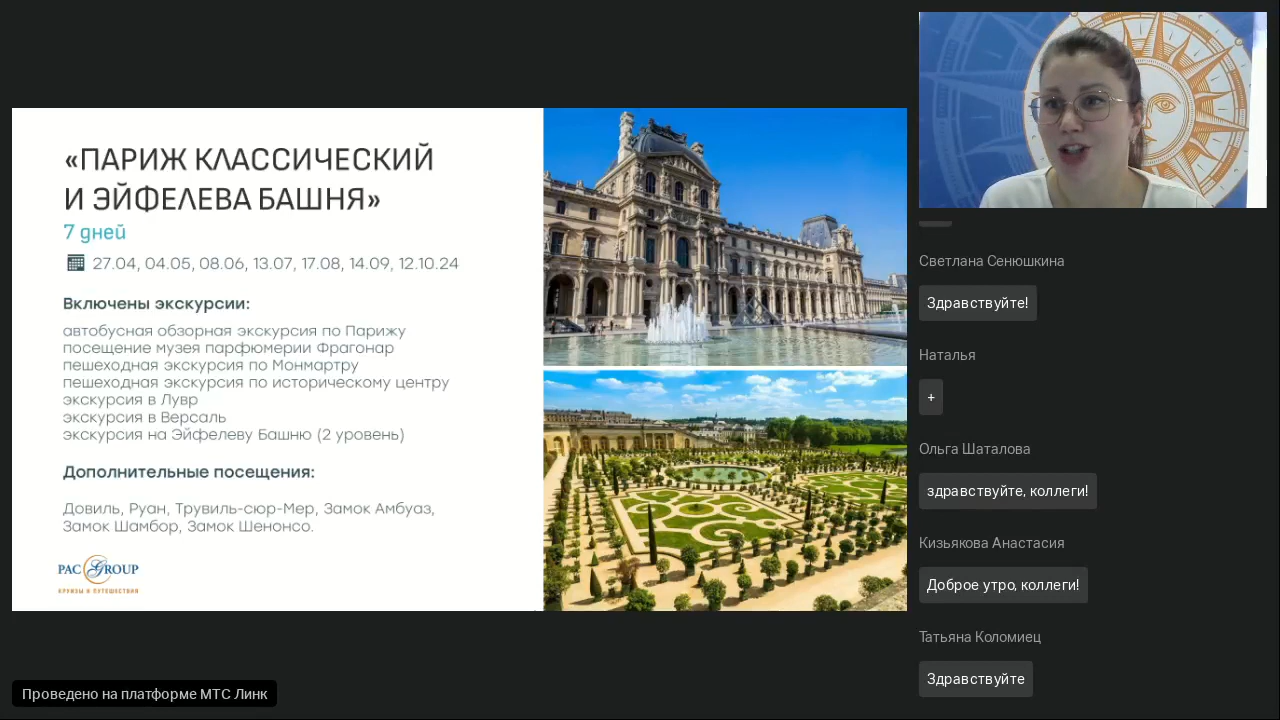 «ПАРИЖ КЛАССИЧЕСКИЙ
И ЭЙФЕЛЕВА БАШНЯ»
7 дней
27.04, 04.05, 08.06, 13.07, 17.08, 14.09, 12.10.24
Включены экскурсии:
автобусная обзорная экскурсия по Парижу
посещение музея парфюмерии Фрагонар
пешеходная экскурсия по Монмартру
пешеходная экскурсия по историческому центру
экскурсия в Лувр
экскурсия в Версаль
экскурсия на Эйфелеву Башню (2 уровень)
Дополнительные посещения:
Довиль, Руан, Трувиль-сюр-Мер, Замок Амбуаз,
Замок Шамбор, Замок Шенонсо.
PAC GROUP
КРУИЗЫ И ПУТЕШЕСТВИЯ
Проведено на платформе МТС Линк
Светлана Сенюшкина
Здравствуйте!
Наталья
+
Ольга Шаталова
здравствуйте, коллеги!
Кизьякова Анастасия
Доброе утро, коллеги!
Татьяна Коломиец
Здравствуйте